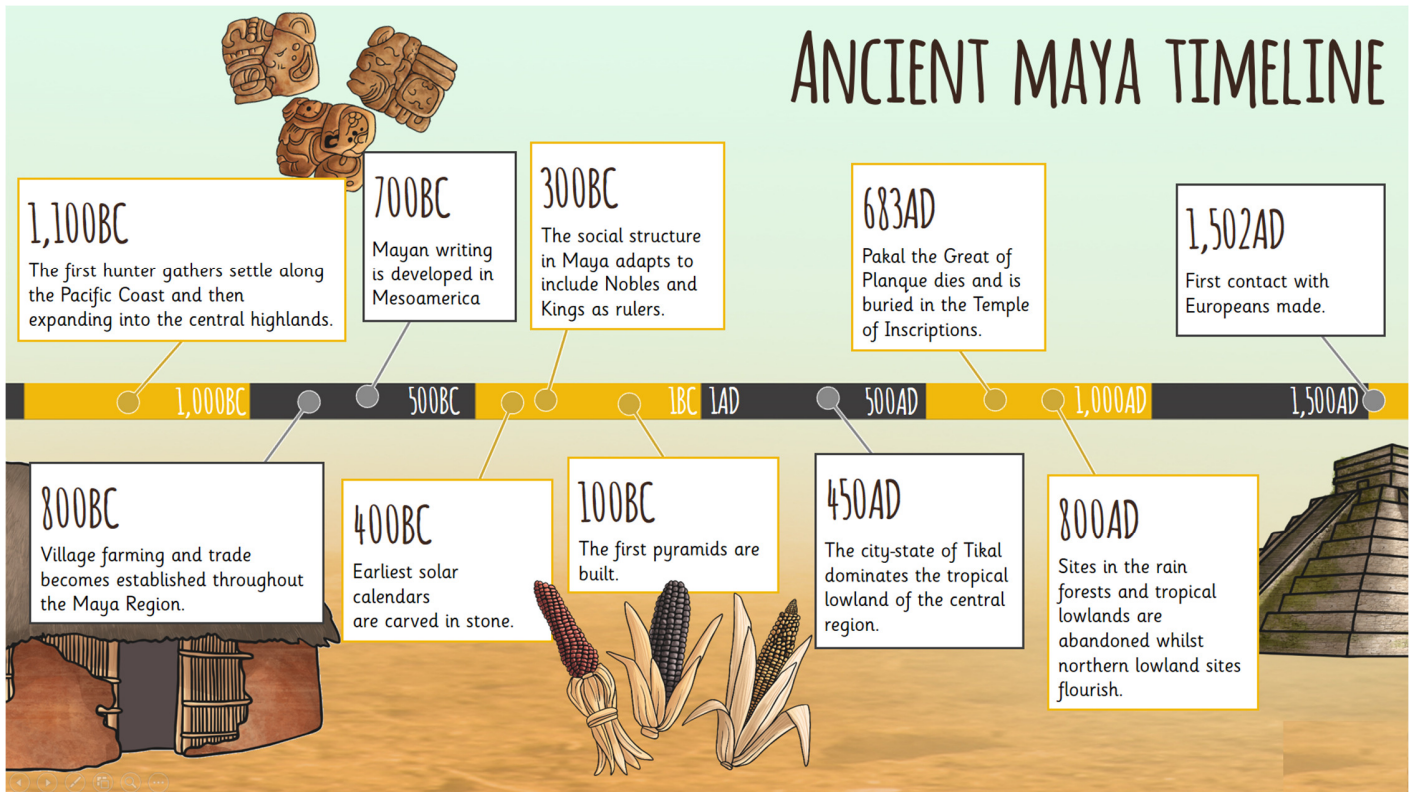 ANCIENT MAYA TIMELINE
1,100BC
The first hunter gathers settle along
the Pacific Coast and then
expanding into the central highlands.
700BC
Mayan writing
is developed in
Mesoamerica
300BC
The social structure
in Maya adapts to
include Nobles and
Kings as rulers.
683AD
Pakal the Great of
Planque dies and is
buried in the Temple
of Inscriptions.
1,502AD
First contact with
Europeans made.
1,000BC
500BC
1BC
1AD
500AD
1,000AD
1,500AD
800BC
Village farming and trade
becomes established throughout
the Maya Region.
400BC
Earliest solar
calendars
are carved in stone.
100BC
The first pyramids are
built.
450AD
The city-state of Tikal
dominates the tropical
lowland of the central
region.
800AD
Sites in the rain
forests and tropical
lowlands are
abandoned whilst
northern lowland sites
flourish.